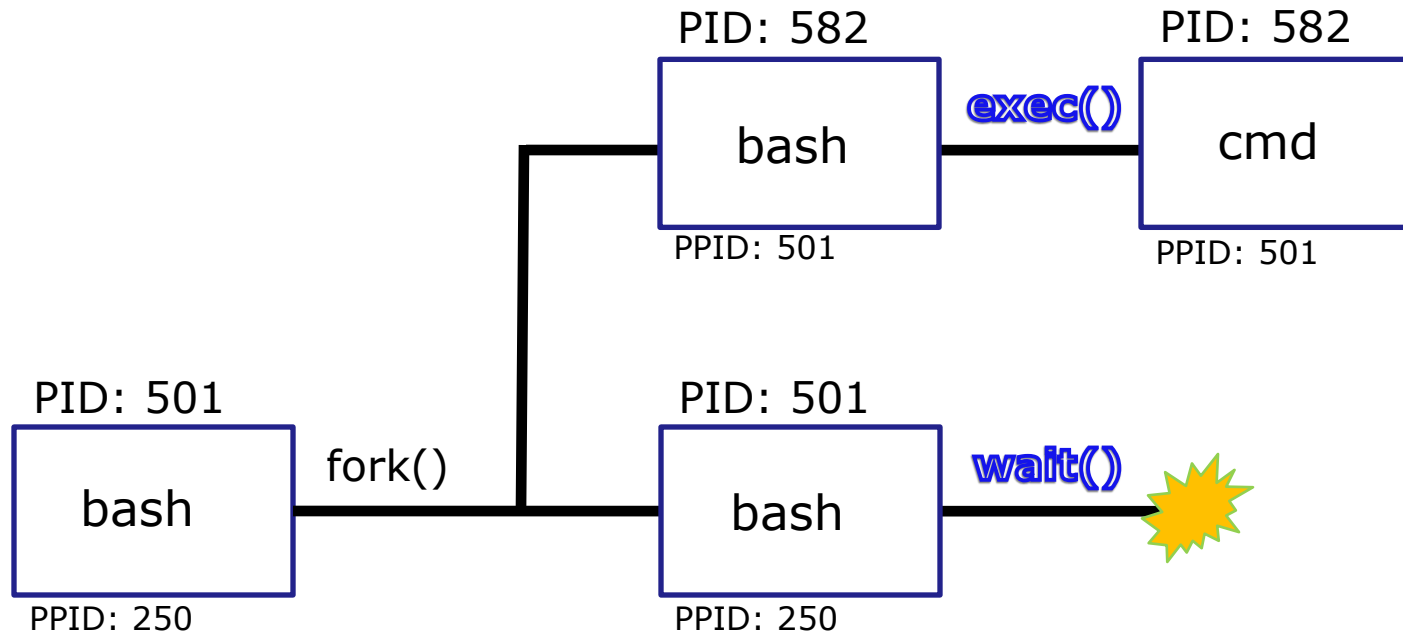 PID: 582
PID: 582
bash
exec()
cmd
PPID: 501
PPID: 501
PID: 501
PID: 501
bash
fork()
bash
wait()
PPID: 250
PPID: 250